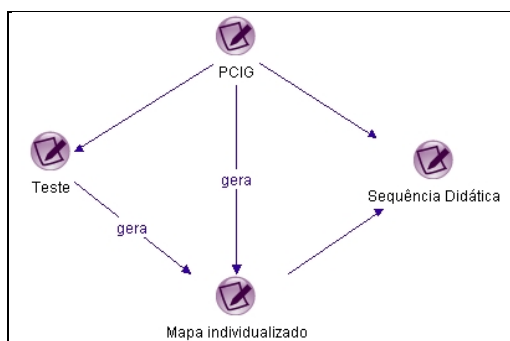 PCIG
gera
Teste
Sequência Didática
gera
Mapa individualizado